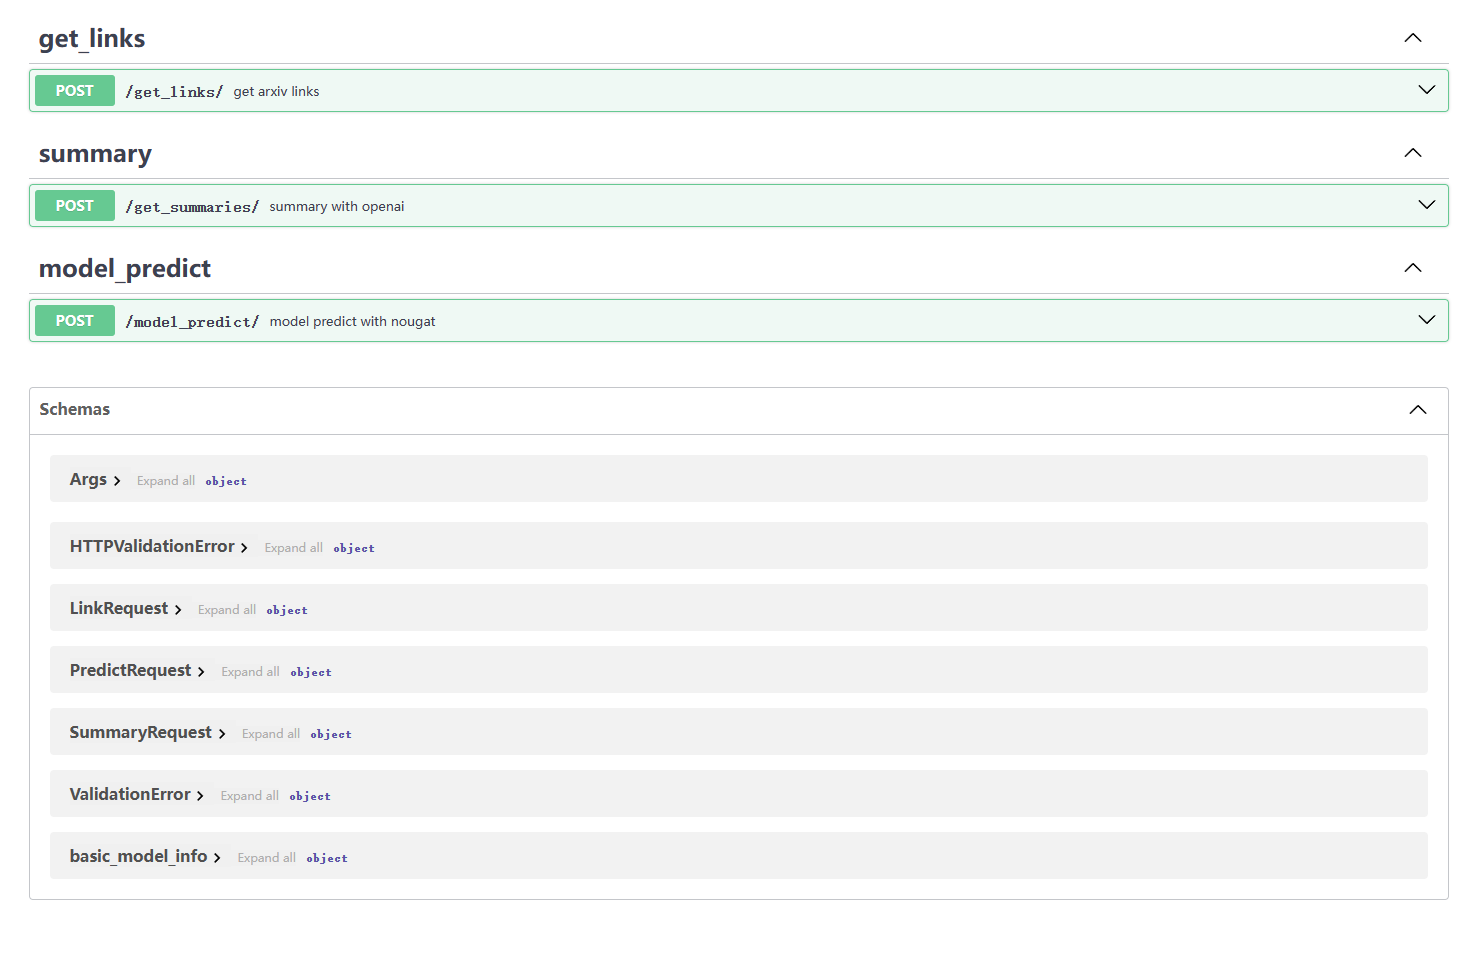 get_links
POST /get_links/ get arxiv links
summary
POST /get_summaries/ summary with openai
model_predict
POST /model_predict/ model predict with nougat
Schemas
Args Expand all object
HTTPValidationError Expand all object
LinkRequest Expand all object
PredictRequest Expand all object
SummaryRequest Expand all object
ValidationError Expand all object
basic_model_info Expand all object